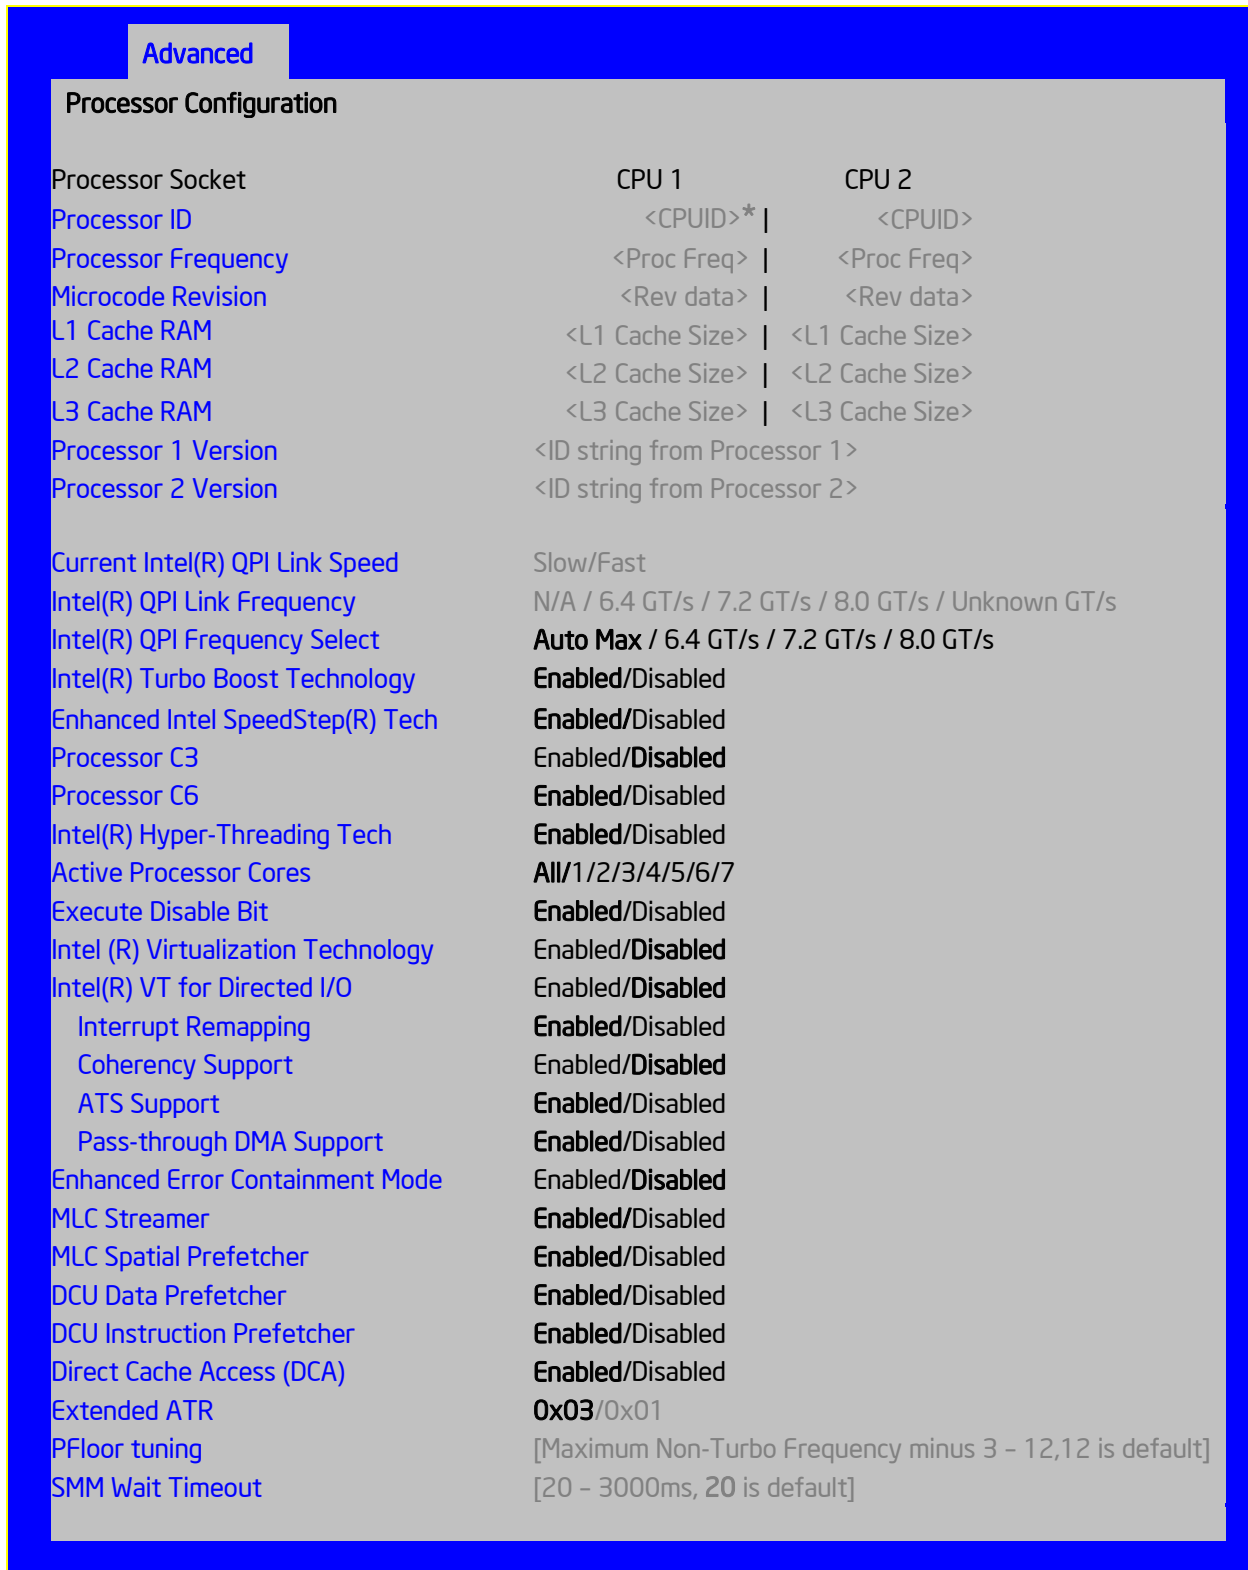 Advanced
Processor Configuration
Processor Socket CPU 1 CPU 2
Processor ID <CPUID>* | <CPUID>
Processor Frequency <Proc Freq> | <Proc Freq>
Microcode Revision <Rev data> | <Rev data>
L1 Cache RAM <L1 Cache Size> | <L1 Cache Size>
L2 Cache RAM <L2 Cache Size> | <L2 Cache Size>
L3 Cache RAM <L3 Cache Size> | <L3 Cache Size>
Processor 1 Version <ID string from Processor 1>
Processor 2 Version <ID string from Processor 2>
Current Intel(R) QPI Link Speed Slow/Fast
Intel(R) QPI Link Frequency N/A / 6.4 GT/s / 7.2 GT/s / 8.0 GT/s / Unknown GT/s
Intel(R) QPI Frequency Select Auto Max / 6.4 GT/s / 7.2 GT/s / 8.0 GT/s
Intel(R) Turbo Boost Technology Enabled/Disabled
Enhanced Intel SpeedStep(R) Tech Enabled/Disabled
Processor C3 Enabled/Disabled
Processor C6 Enabled/Disabled
Intel(R) Hyper-Threading Tech Enabled/Disabled
Active Processor Cores All/1/2/3/4/5/6/7
Execute Disable Bit Enabled/Disabled
Intel (R) Virtualization Technology Enabled/Disabled
Intel(R) VT for Directed I/O Enabled/Disabled
Interrupt Remapping Enabled/Disabled
Coherency Support Enabled/Disabled
ATS Support Enabled/Disabled
Pass-through DMA Support Enabled/Disabled
Enhanced Error Containment Mode Enabled/Disabled
MLC Streamer Enabled/Disabled
MLC Spatial Prefetcher Enabled/Disabled
DCU Data Prefetcher Enabled/Disabled
DCU Instruction Prefetcher Enabled/Disabled
Direct Cache Access (DCA) Enabled/Disabled
Extended ATR 0x03/0x01
PFloor tuning [Maximum Non-Turbo Frequency minus 3 – 12,12 is default]
SMM Wait Timeout [20 – 3000ms, 20 is default]